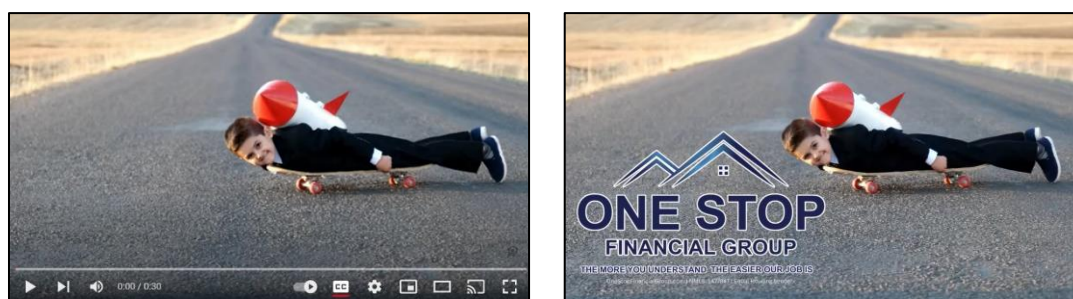 0:00 / 0:30
CC
ONE STOP
FINANCIAL GROUP
THE MORE YOU UNDERSTAND THE EASIER OUR JOB IS